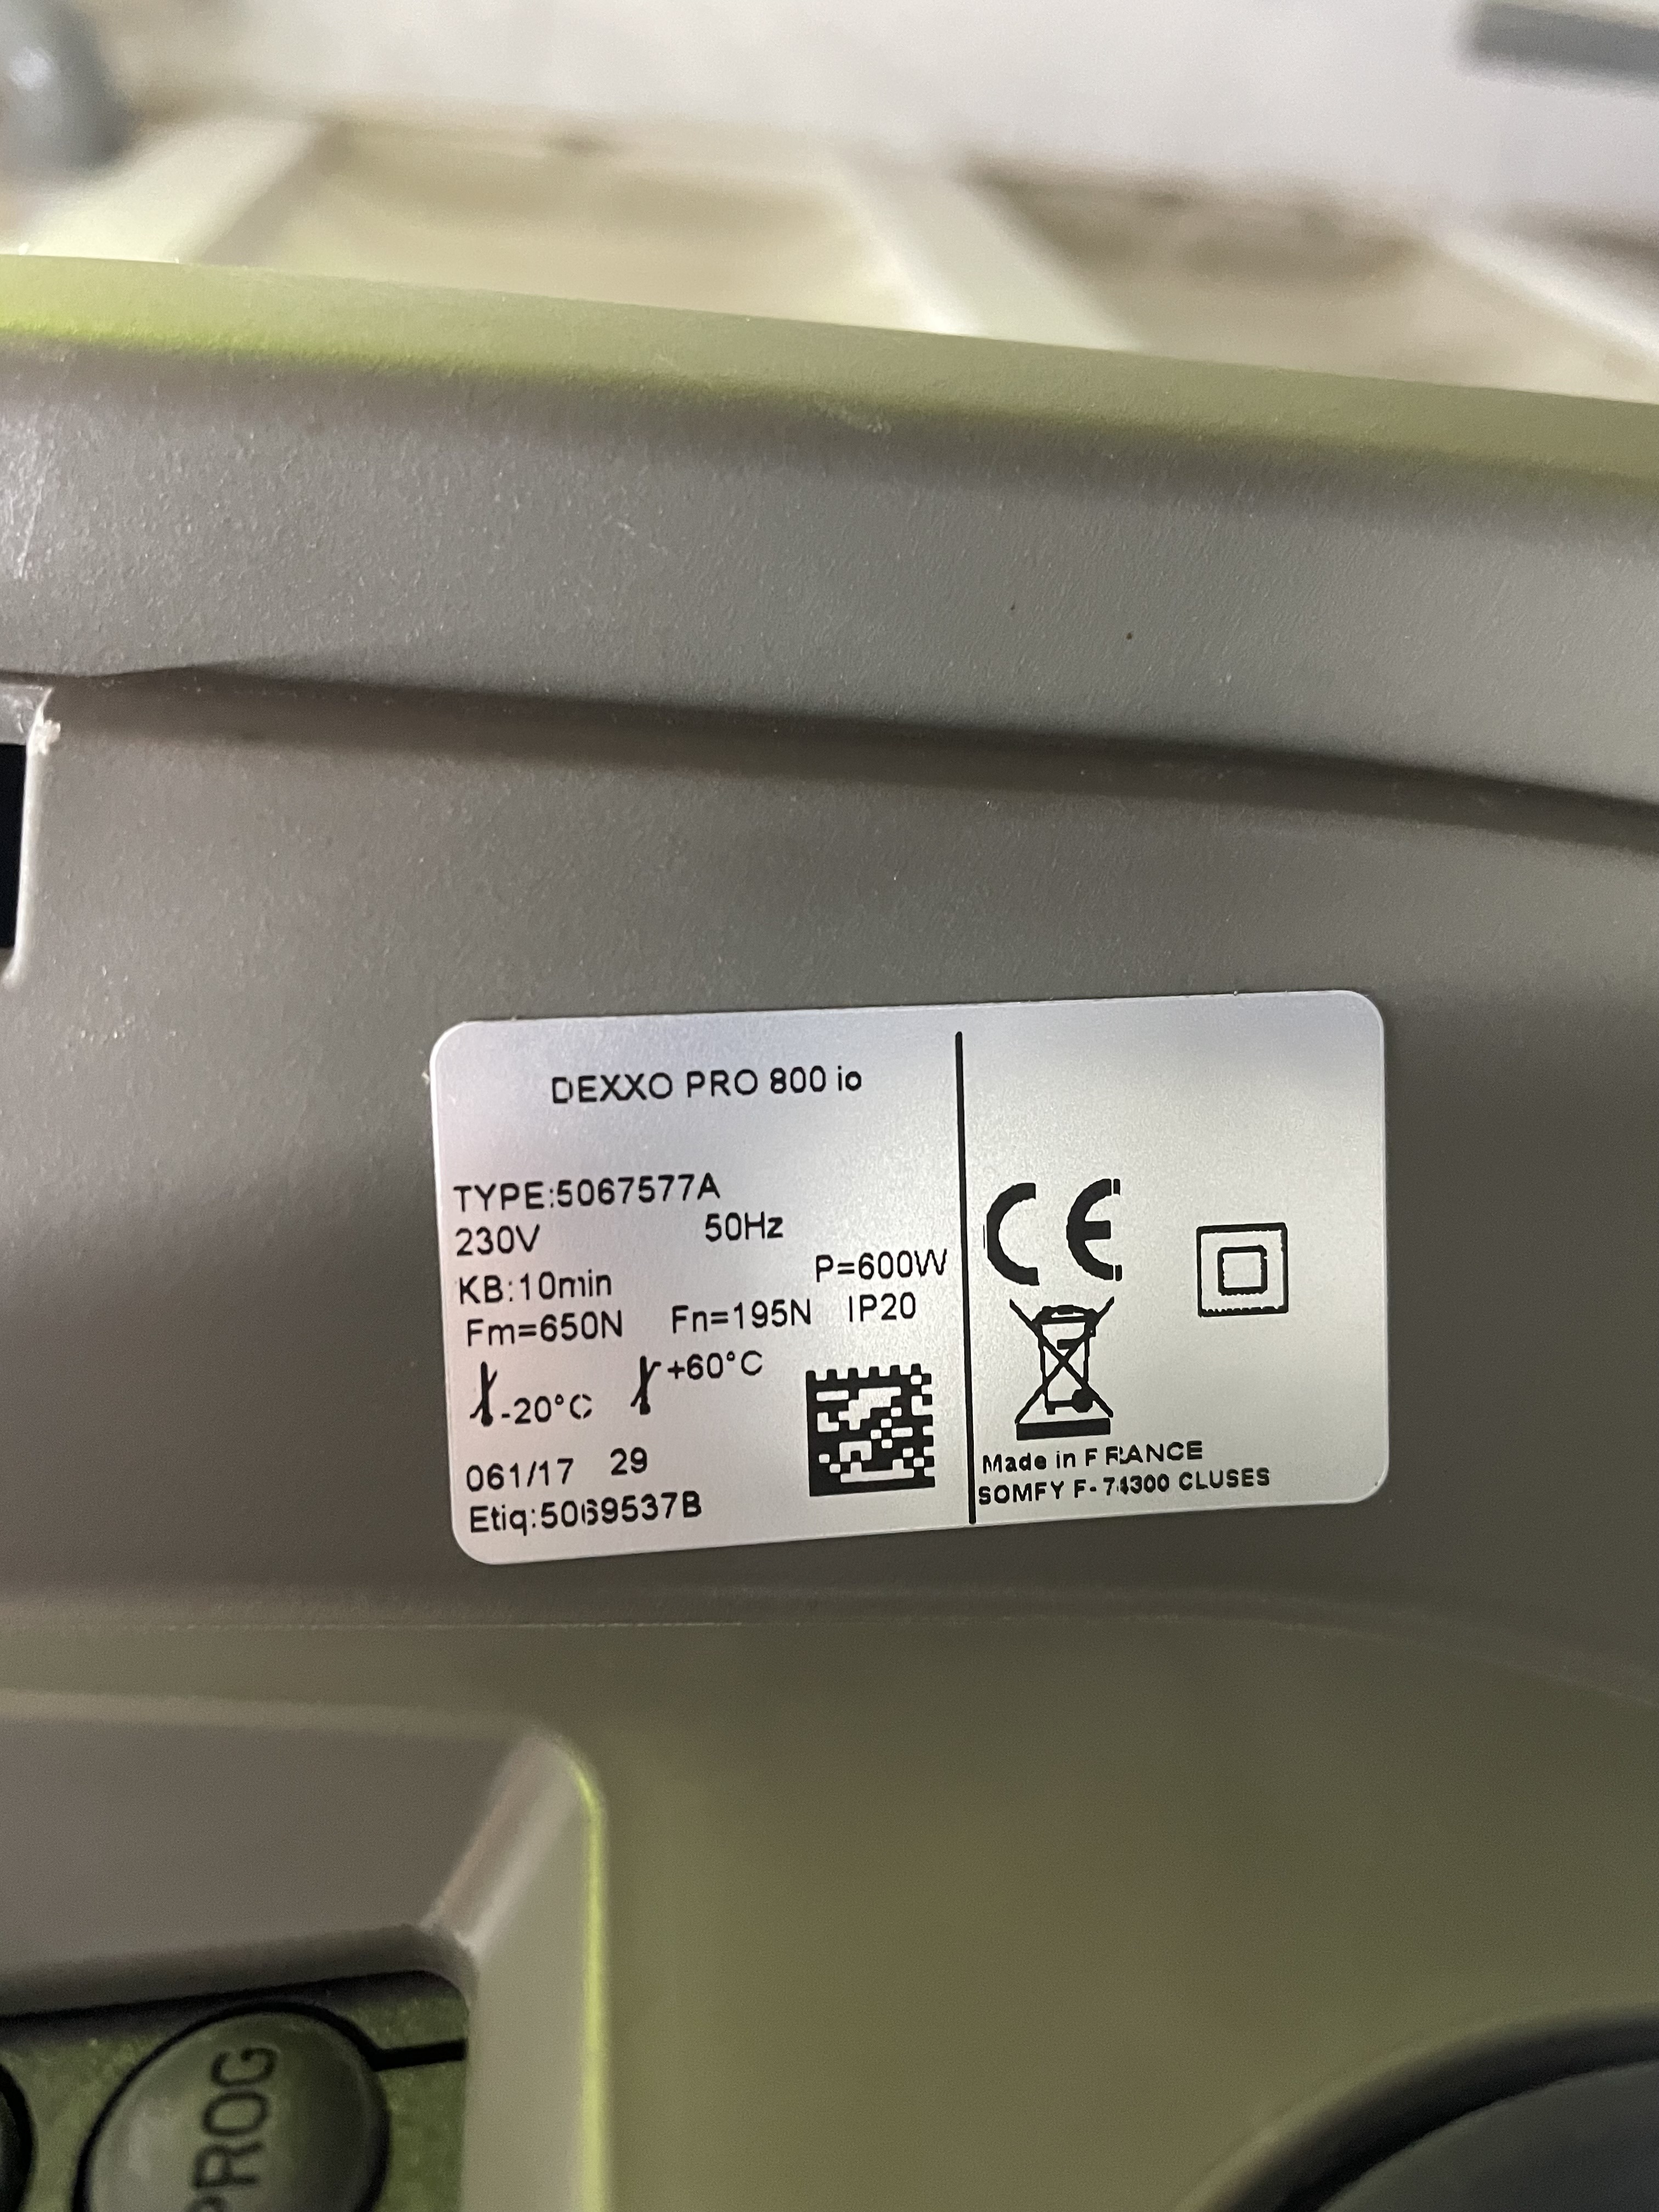 DEXXO PRO 800 io
TYPE:5067577A
230V 50Hz
KB:10min P=600W
Fm=650N Fn=195N IP20
-20°C +60°C
061/17 29
Etiq:5069537B
CE
Made in FRANCE
SOMFY F-74300 CLUSES
PROG